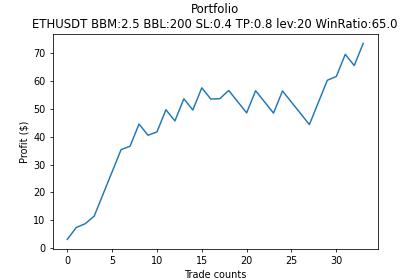 Portfolio
ETHUSDT BBM:2.5 BBL:200 SL:0.4 TP:0.8 lev:20 WinRatio:65.0
70
60
50
40
30
20
10
0
Profit ($)
0 5 10 15 20 25 30
Trade counts